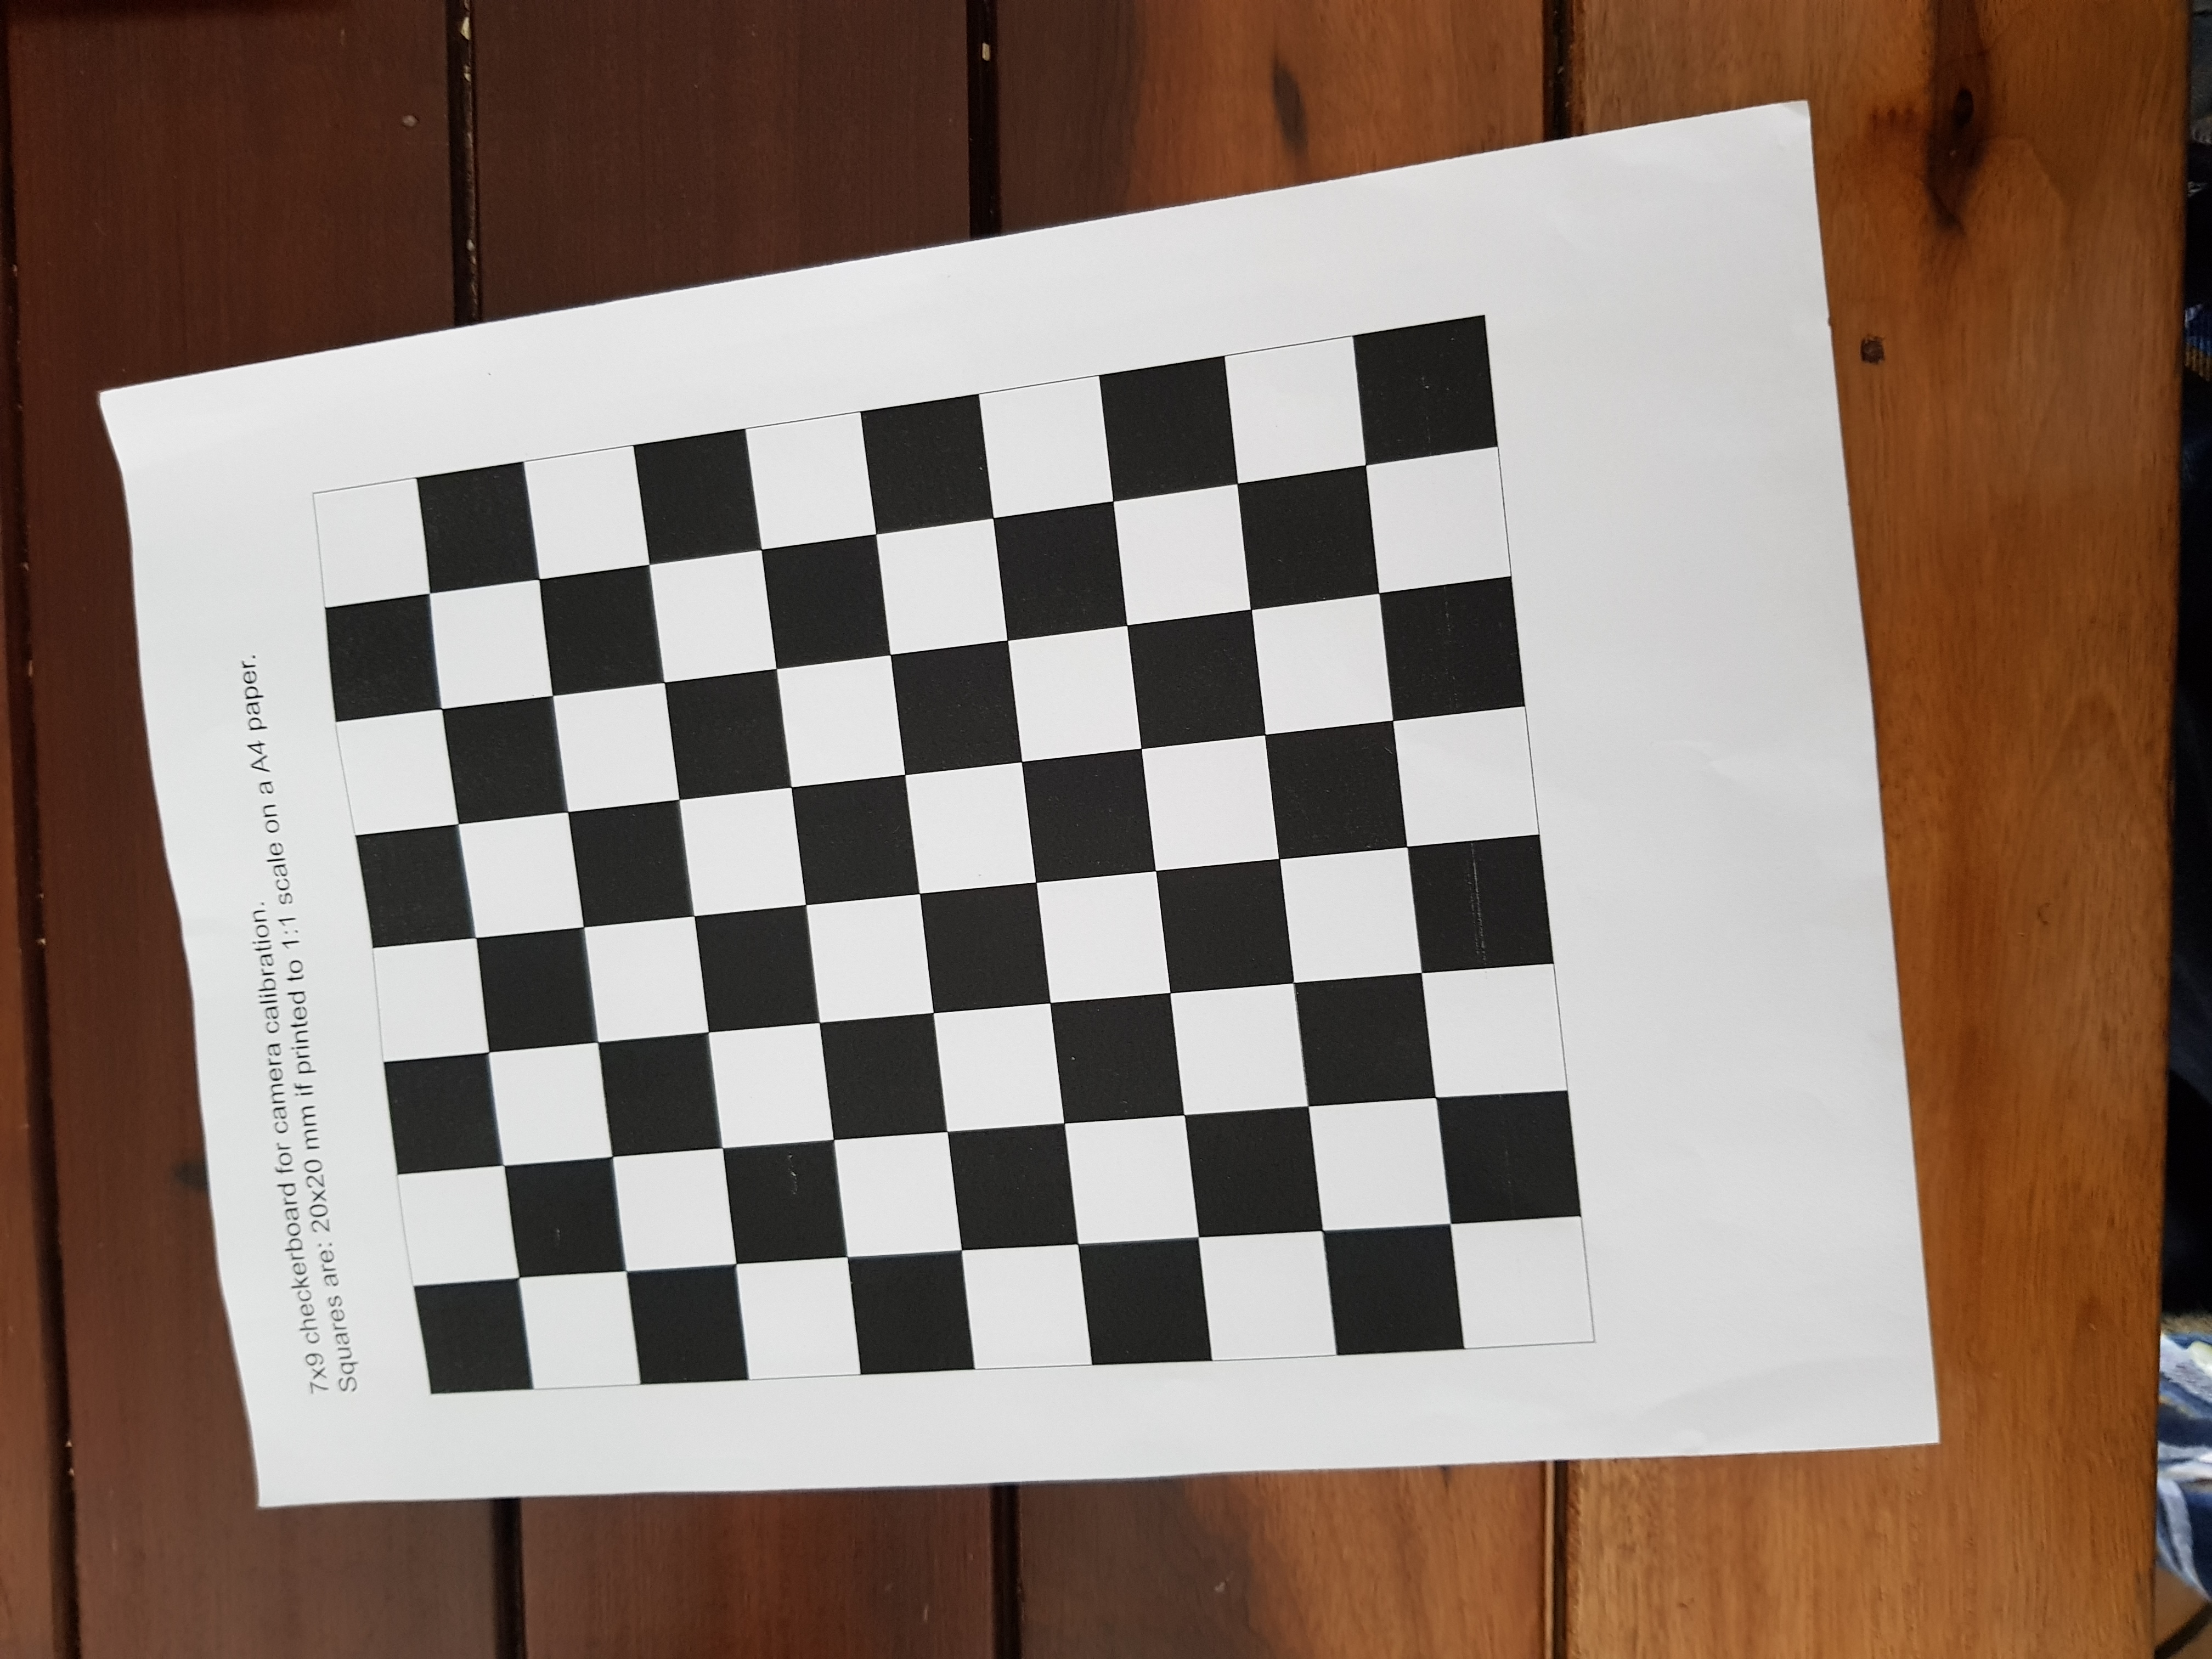 7x9 checkerboard for camera calibration.
Squares are: 20x20 mm if printed to 1:1 scale on a A4 paper.